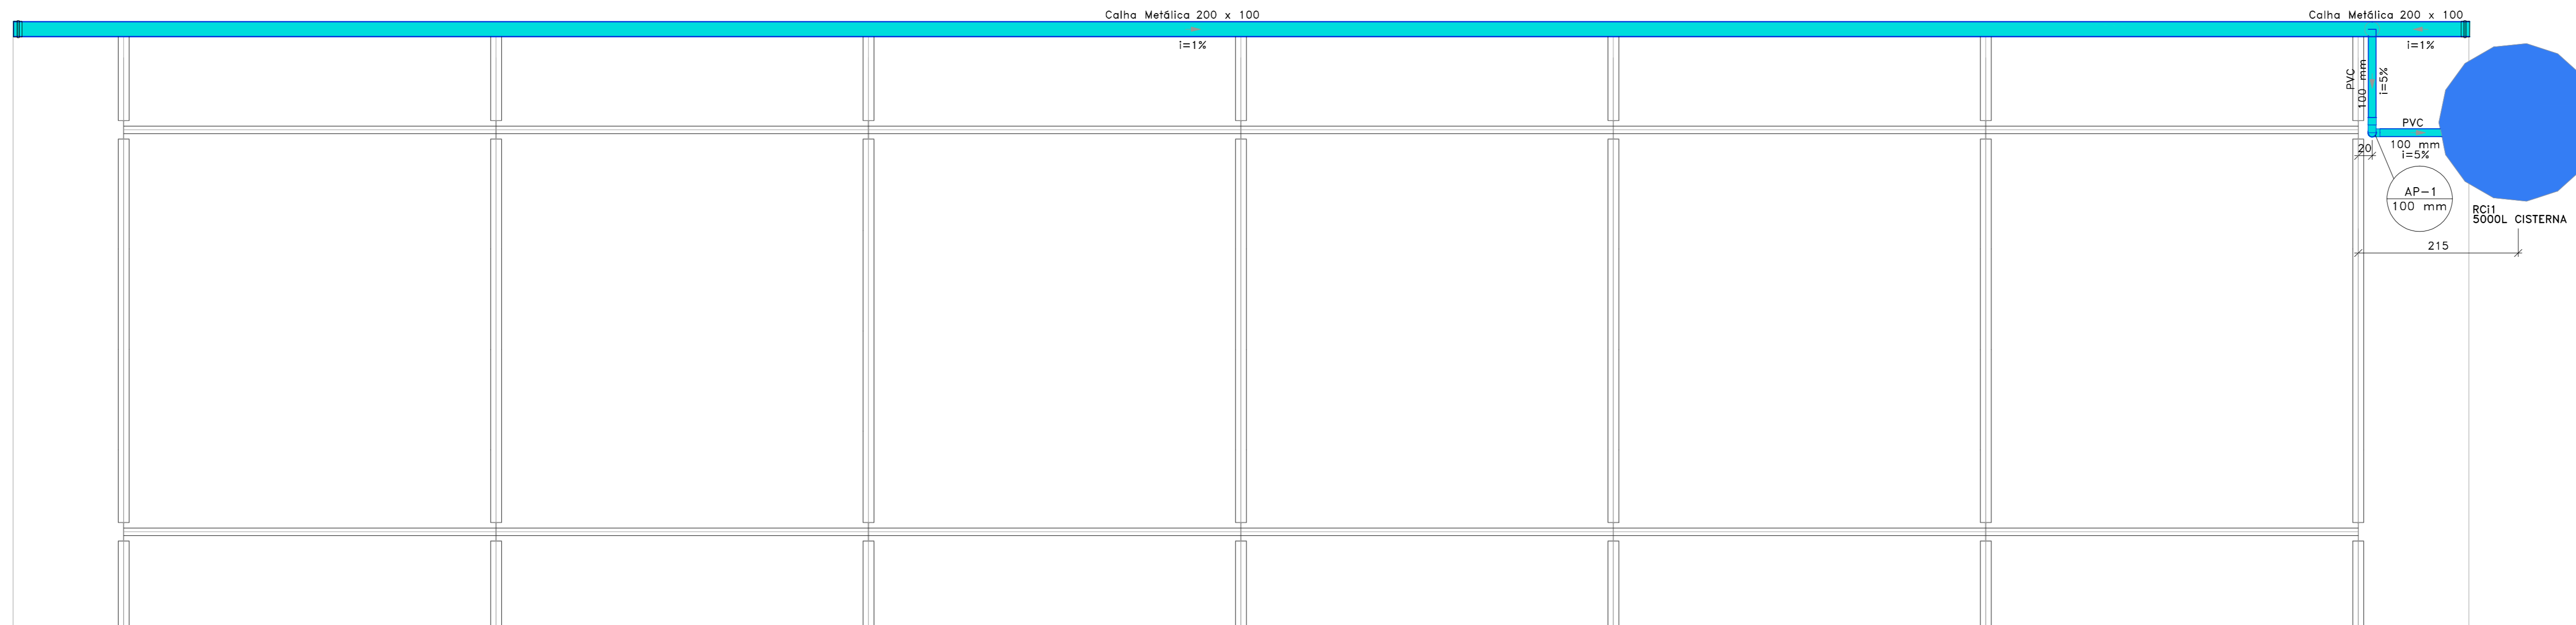 Calha Metálica 200 x 100
i=1%
Calha Metálica 200 x 100
i=1%
PVC
100 mm
i=5%
PVC
100 mm
i=5%
20
AP-1
100 mm
RCi1
5000L CISTERNA
215